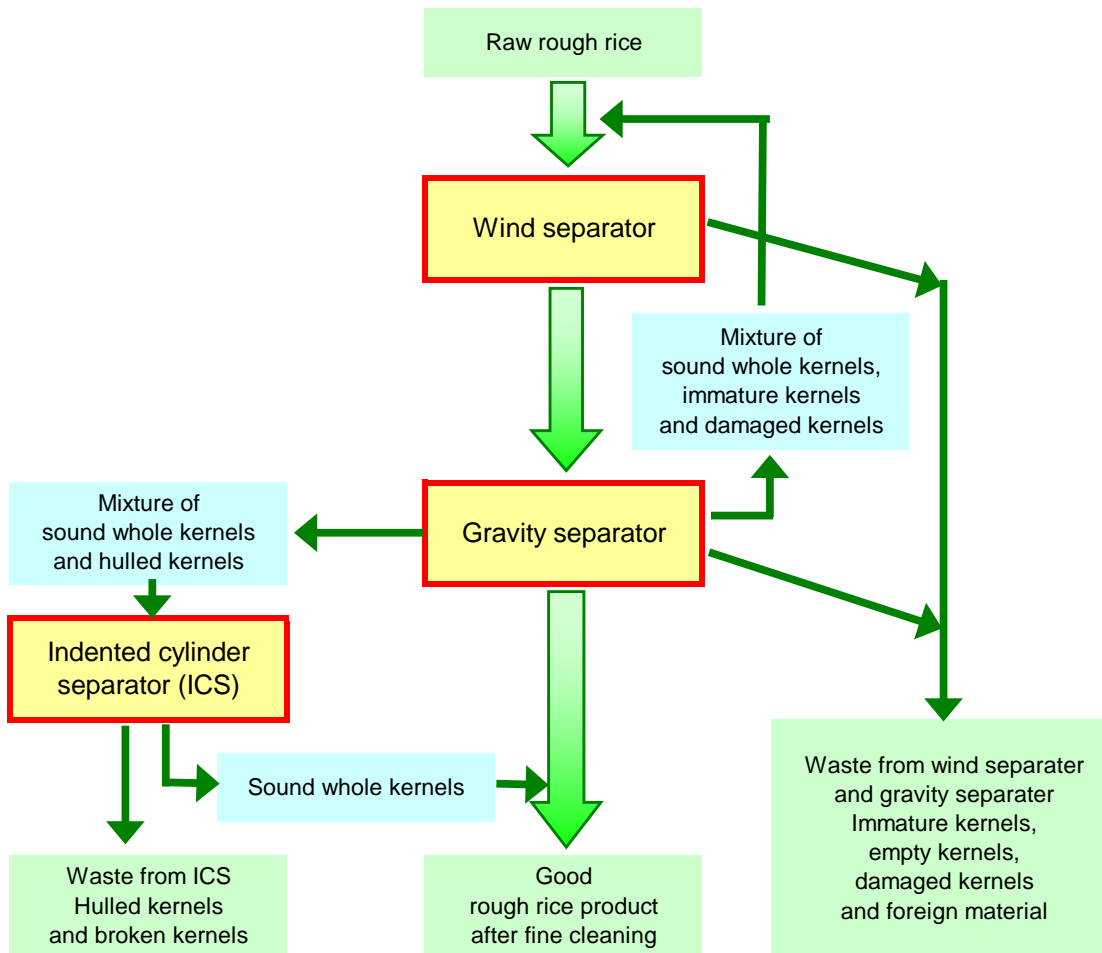 Raw rough rice
Wind separator
Mixture of
sound whole kernels,
immature kernels
and damaged kernels
Gravity separator
Mixture of
sound whole kernels
and hulled kernels
Indented cylinder
separator (ICS)
Sound whole kernels
Waste from wind separater
and gravity separater
Immature kernels,
empty kernels,
damaged kernels
and foreign material
Waste from ICS
Hulled kernels
and broken kernels
Good
rough rice product
after fine cleaning